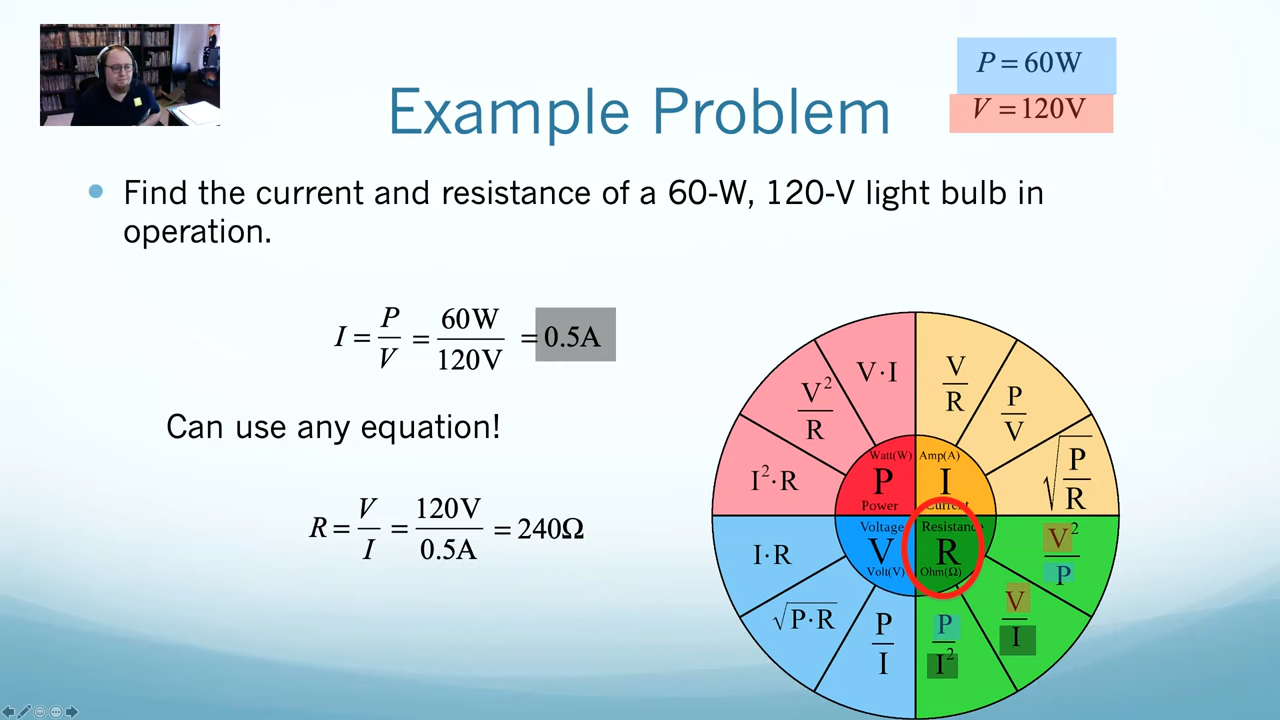 P = 60W
V = 120V
Example Problem
Find the current and resistance of a 60-W, 120-V light bulb in
operation.
I = P/V = 60W/120V = 0.5A
Can use any equation!
R = V/I = 120V/0.5A = 240Ω
V·I
V/R
V²/R
P/V
I²·R
√(P/R)
Watt(W)
Amp(A)
P
I
Power
Current
Voltage
Resistance
V
R
Volt(V)
Ohm(Ω)
I·R
V²/P
√P·R
V/I
P/I
P/I²